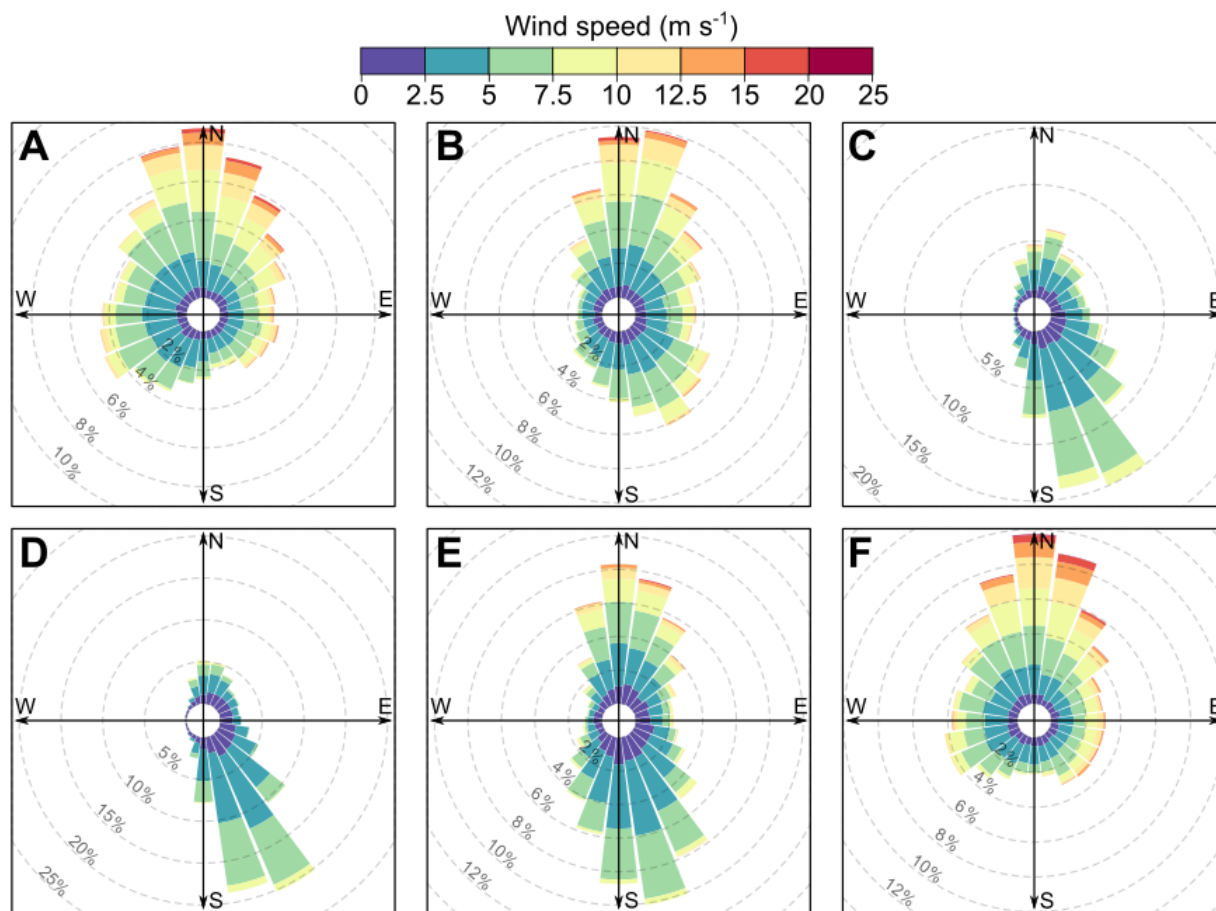 Wind speed (m s⁻¹)
0 2.5 5 7.5 10 12.5 15 20 25
A N W E S 2% 4% 6% 8% 10%
B N W E S 2% 4% 6% 8% 10% 12%
C N W E S 5% 10% 15% 20%
D N W E S 5% 10% 15% 20% 25%
E N W E S 2% 4% 6% 8% 10% 12%
F N W E S 2% 4% 6% 8% 10% 12%